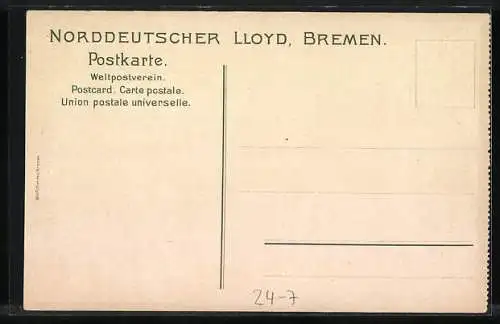 NORDDEUTSCHER LLOYD, BREMEN.
Postkarte.
Weltpostverein.
Postcard. Carte postale.
Union postale universelle.
24-7